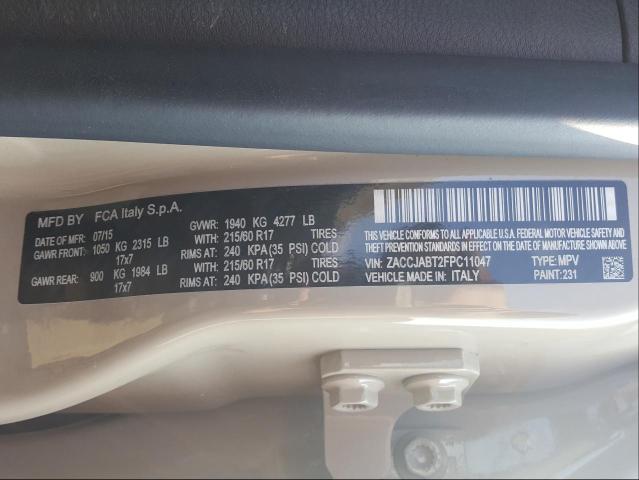 MFD BY FCA Italy S.p.A.
DATE OF MFR: 07/15 GVWR: 1940 KG 4277 LB
GAWR FRONT: 1050 KG 2315 LB WITH: 215/60 R17 TIRES
17x7 RIMS AT: 240 KPA(35 PSI) COLD
GAWR REAR: 900 KG 1984 LB WITH: 215/60 R17 TIRES
17x7 RIMS AT: 240 KPA(35 PSI) COLD
THIS VEHICLE CONFORMS TO ALL APPLICABLE U.S.A. FEDERAL MOTOR VEHICLE SAFETY
AND THEFT PREVENTION STANDARDS IN EFFECT ON THE DATE OF MANUFACTURE SHOWN ABOVE.
VIN: ZACCJABT2FPC11047 TYPE: MPV
VEHICLE MADE IN: ITALY PAINT: 231